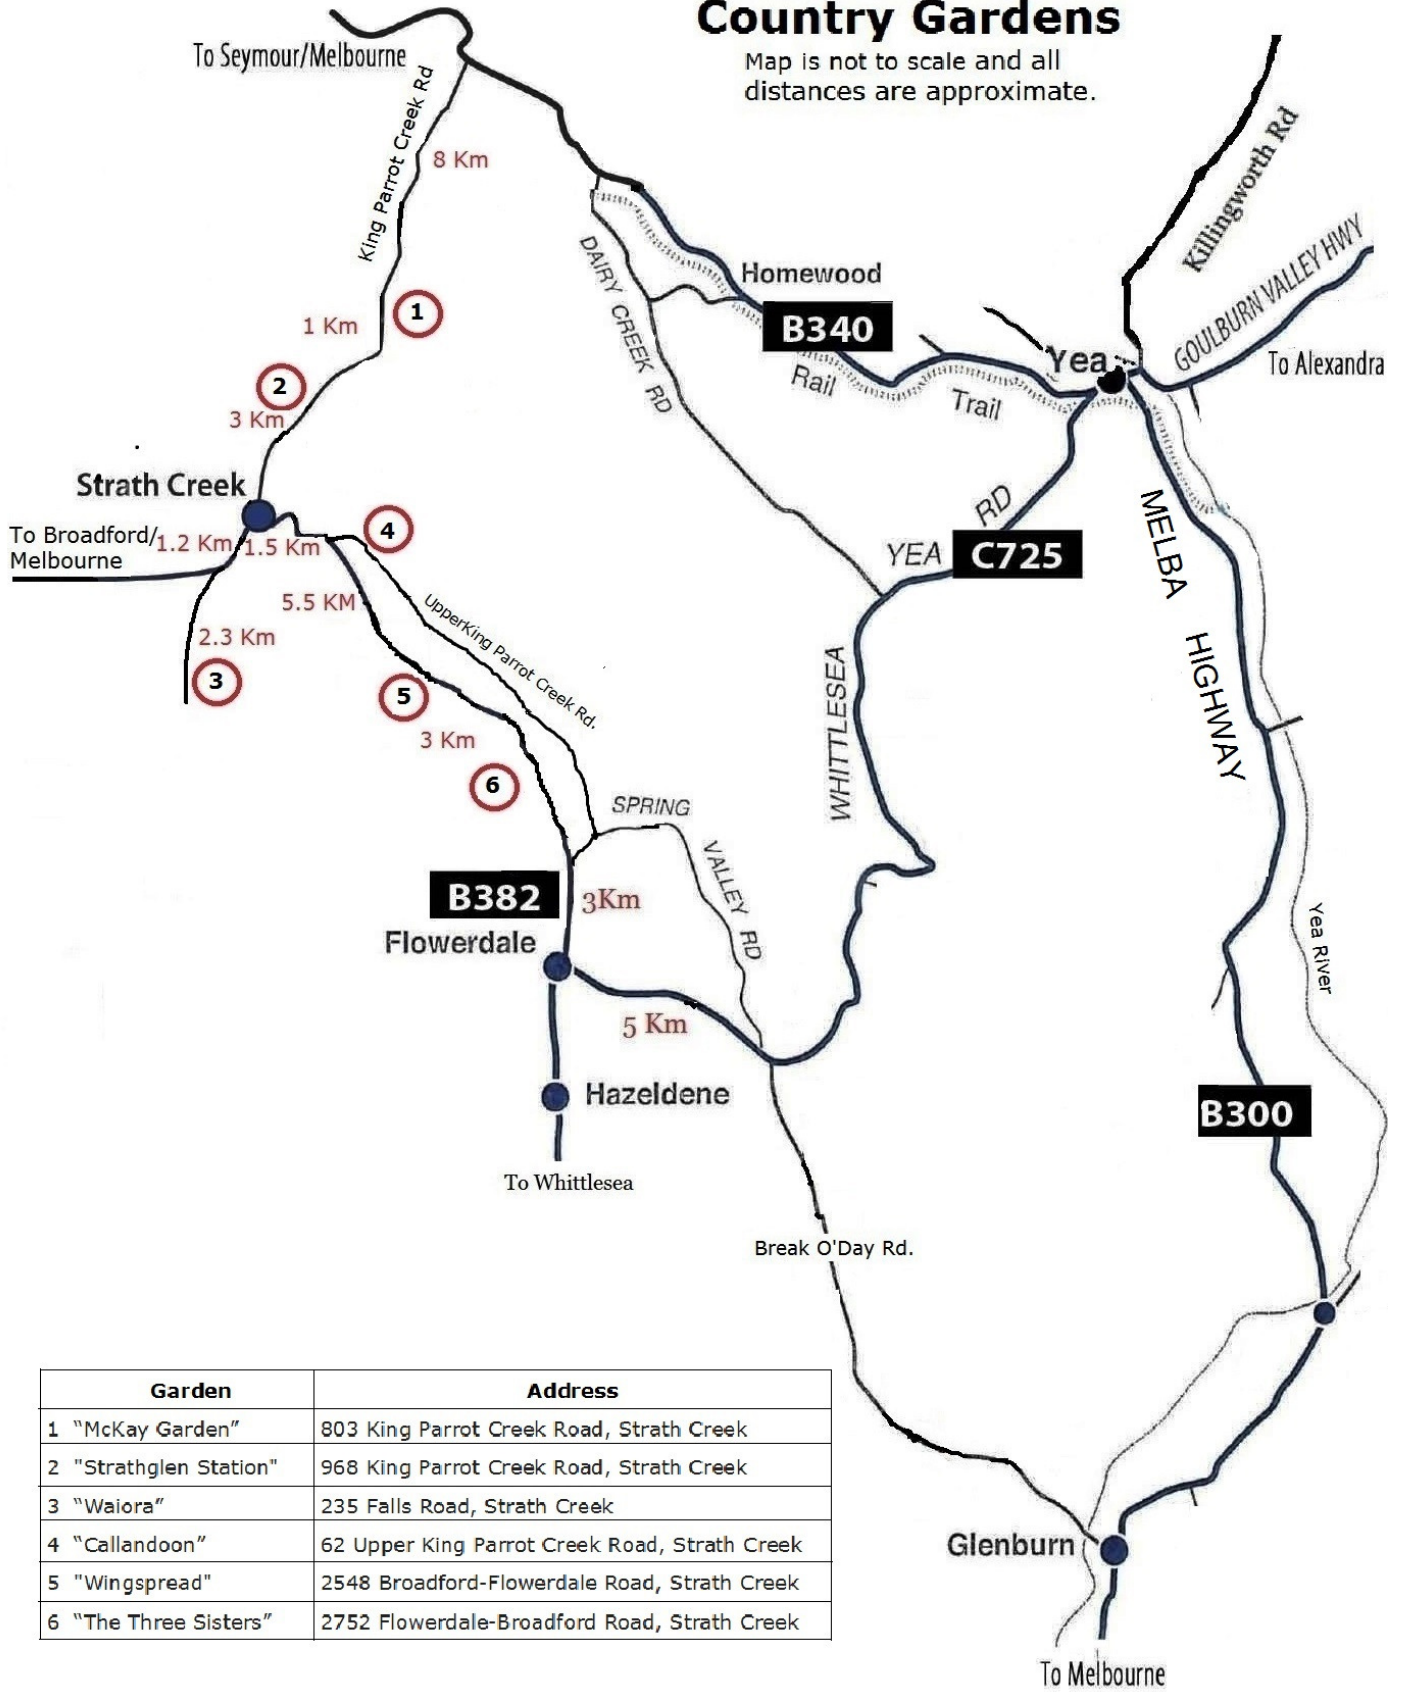 Country Gardens
Map is not to scale and all
distances are approximate.
To Seymour/Melbourne
King Parrot Creek Rd
8 Km
Killingworth Rd
GOULBURN VALLEY HWY
To Alexandra
Homewood
B340
DAIRY CREEK RD
Rail Trail
Yea
1 Km
1
2
3 Km
Strath Creek
To Broadford/
Melbourne
1.2 Km
1.5 Km
4
5.5 KM
UpperKing Parrot Creek Rd.
2.3 Km
3
5
3 Km
6
WHITTLESEA YEA RD
C725
MELBA HIGHWAY
SPRING VALLEY RD
B382
3Km
Flowerdale
5 Km
Yea River
Hazeldene
B300
To Whittlesea
Break O'Day Rd.
Glenburn
To Melbourne
Garden Address
1 “McKay Garden” 803 King Parrot Creek Road, Strath Creek
2 "Strathglen Station" 968 King Parrot Creek Road, Strath Creek
3 “Waiora” 235 Falls Road, Strath Creek
4 “Callandoon” 62 Upper King Parrot Creek Road, Strath Creek
5 "Wingspread" 2548 Broadford-Flowerdale Road, Strath Creek
6 “The Three Sisters” 2752 Flowerdale-Broadford Road, Strath Creek